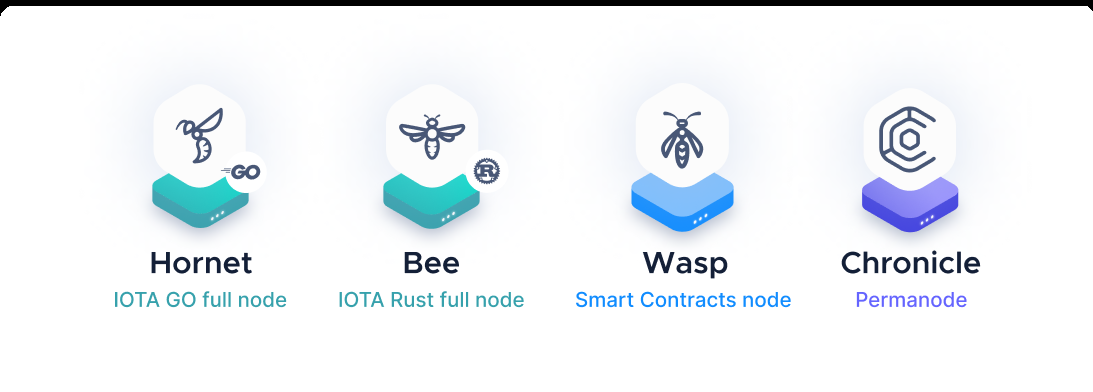 GO
R
Hornet
IOTA GO full node
Bee
IOTA Rust full node
Wasp
Smart Contracts node
Chronicle
Permanode